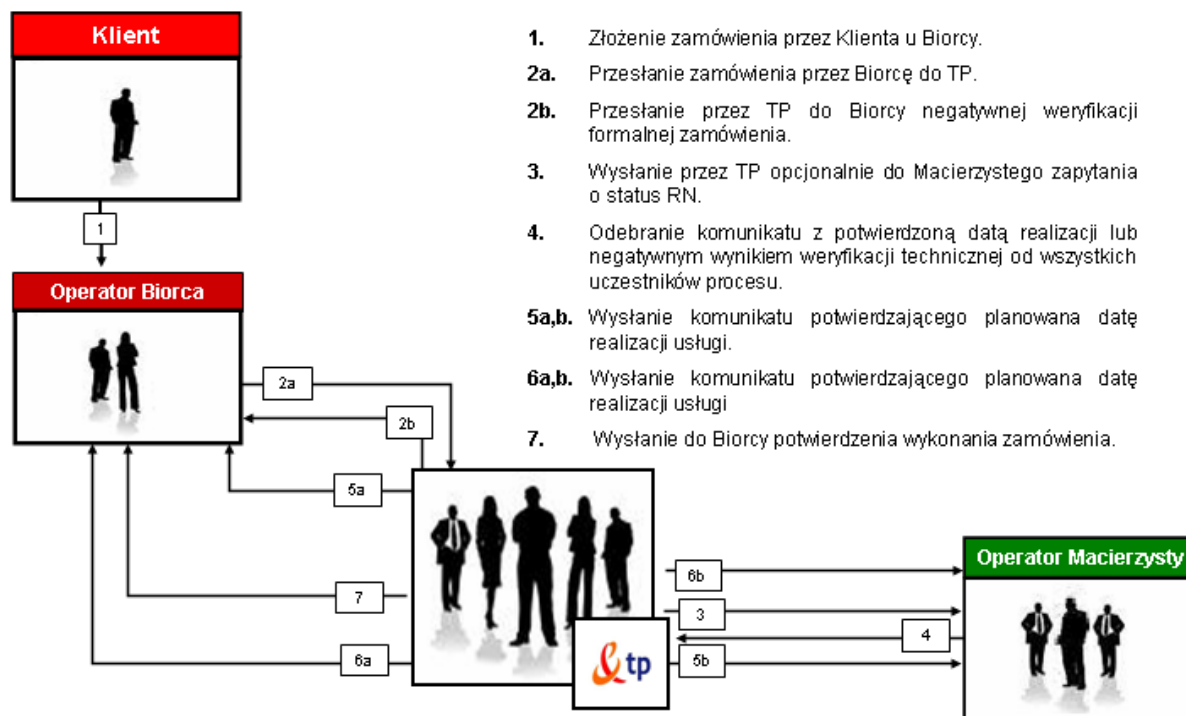 Klient
1
Operator Biorca
2a
2b
5a
7
6a
&tp
6b
3
4
5b
Operator Macierzysty
1. Złożenie zamówienia przez Klienta u Biorcy.
2a. Przesłanie zamówienia przez Biorcę do TP.
2b. Przesłanie przez TP do Biorcy negatywnej weryfikacji
formalnej zamówienia.
3. Wysłanie przez TP opcjonalnie do Macierzystego zapytania
o status RN.
4. Odebranie komunikatu z potwierdzoną datą realizacji lub
negatywnym wynikiem weryfikacji technicznej od wszystkich
uczestników procesu.
5a,b. Wysłanie komunikatu potwierdzającego planowana datę
realizacji usługi.
6a,b. Wysłanie komunikatu potwierdzającego planowana datę
realizacji usługi
7. Wysłanie do Biorcy potwierdzenia wykonania zamówienia.